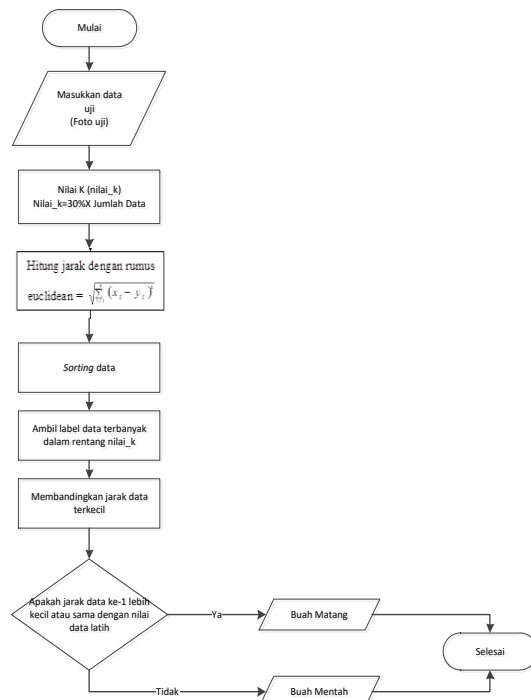 Mulai
Masukkan data
uji
(Foto uji)
Nilai K (nilai_k)
Nilai_k=30%X Jumlah Data
Hitung jarak dengan rumus
euclidean = √∑(xᵢ − yᵢ)²
Sorting data
Ambil label data terbanyak
dalam rentang nilai_k
Membandingkan jarak data
terkecil
Apakah jarak data ke-1 lebih
kecil atau sama dengan nilai
data latih
Ya
Buah Matang
Selesai
Tidak
Buah Mentah